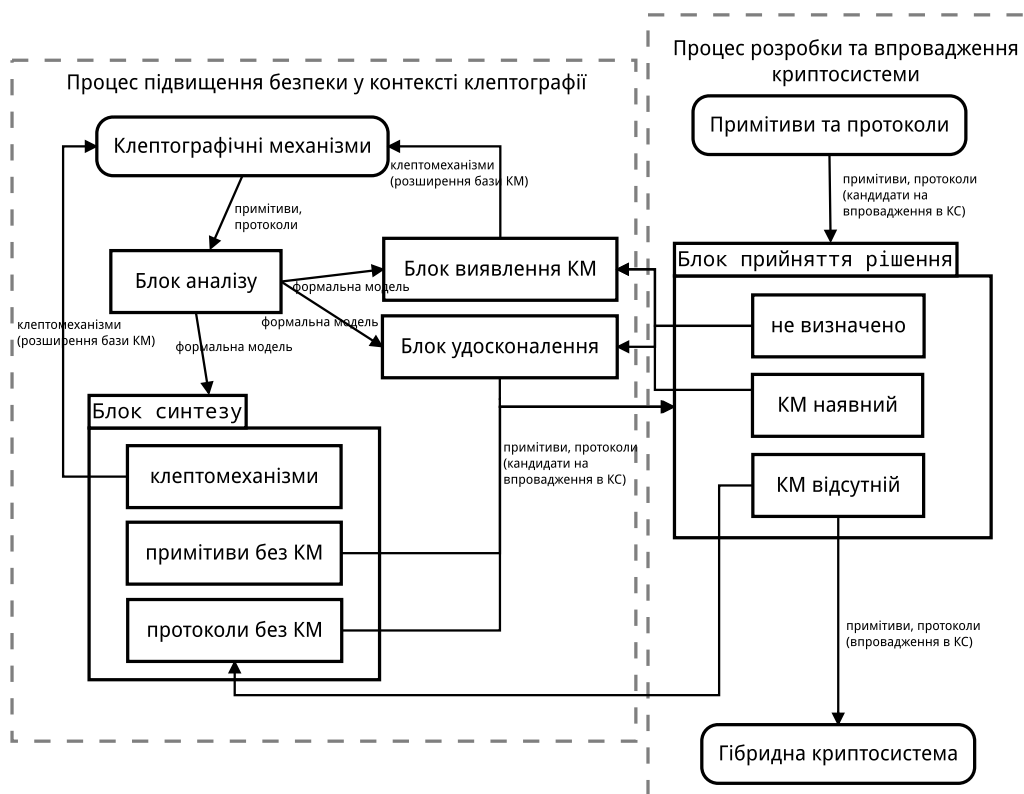 Процес підвищення безпеки у контексті клептографії
Клептографічні механізми
клептомеханізми
(розширення бази КМ)
примітиви,
протоколи
Блок аналізу
Блок виявлення КМ
формальна модель
формальна модель
Блок удосконалення
клептомеханізми
(розширення бази КМ)
формальна модель
Блок синтезу
клептомеханізми
примітиви без КМ
протоколи без КМ
примітиви, протоколи
(кандидати на
впровадження в КС)
Процес розробки та впровадження
криптосистеми
Примітиви та протоколи
примітиви, протоколи
(кандидати на
впровадження в КС)
Блок прийняття рішення
не визначено
КМ наявний
КМ відсутній
примітиви, протоколи
(впровадження в КС)
Гібридна криптосистема